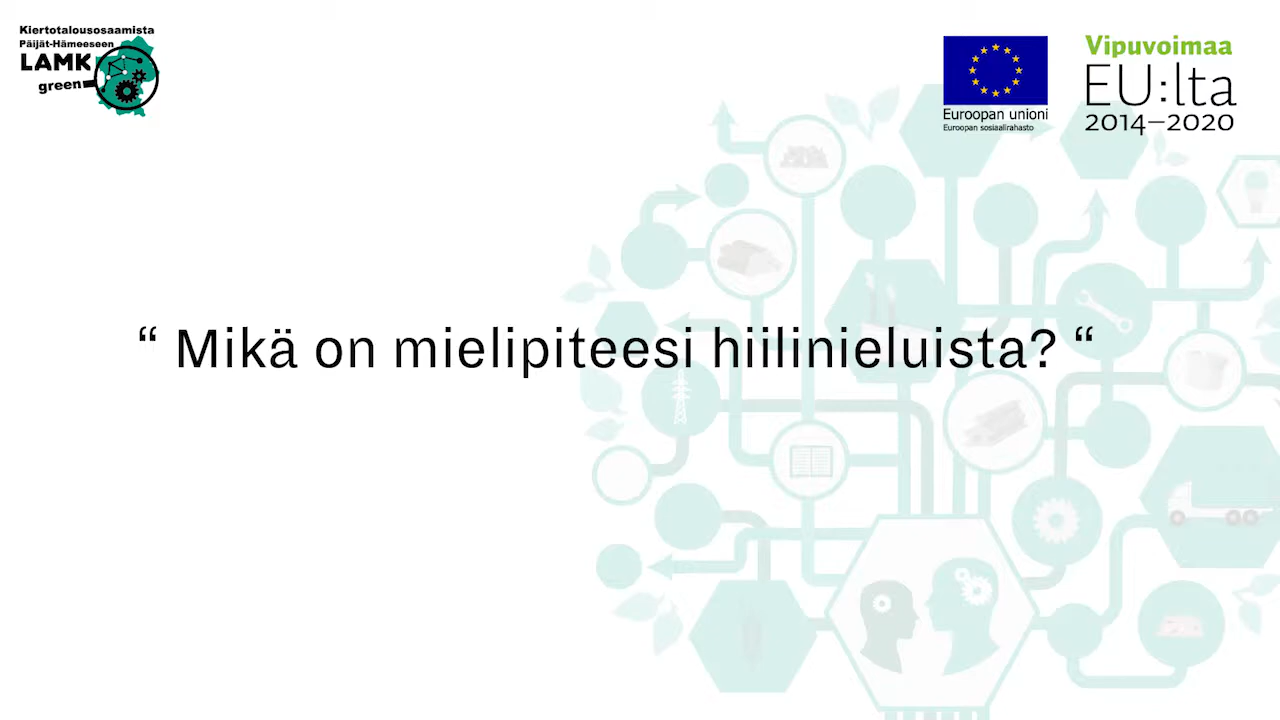 Kiertotalousosaamista
Päijät-Hämeeseen
LAMK
green
Euroopan unioni
Euroopan sosiaalirahasto
Vipuvoimaa
EU:lta
2014–2020
“ Mikä on mielipiteesi hiilinieluista? “